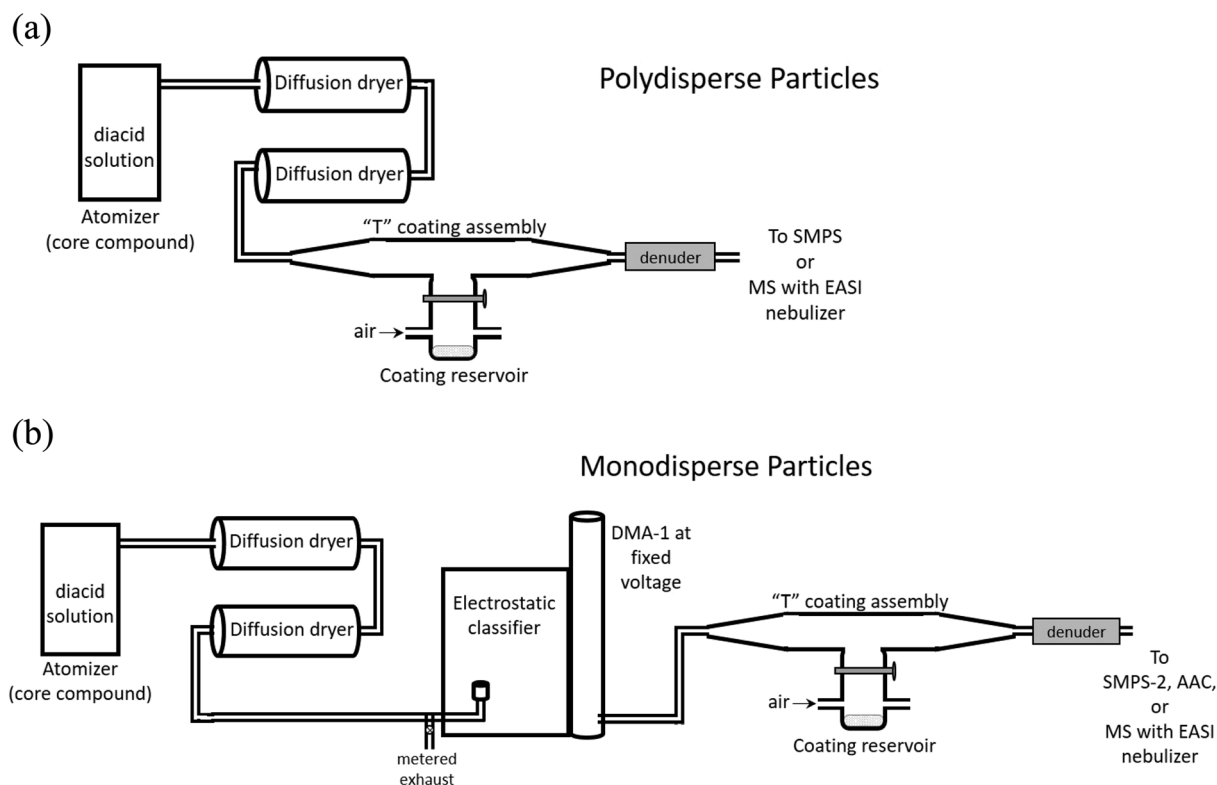 (a)
Polydisperse Particles
Diffusion dryer
diacid
solution
Diffusion dryer
Atomizer
(core compound)
"T" coating assembly
denuder
To SMPS
or
MS with EASI
nebulizer
air
Coating reservoir
(b)
Monodisperse Particles
Diffusion dryer
DMA-1 at
fixed
voltage
diacid
solution
Electrostatic
classifier
"T" coating assembly
Diffusion dryer
denuder
Atomizer
(core compound)
To
SMPS-2, AAC,
or
MS with EASI
nebulizer
air
Coating reservoir
metered
exhaust